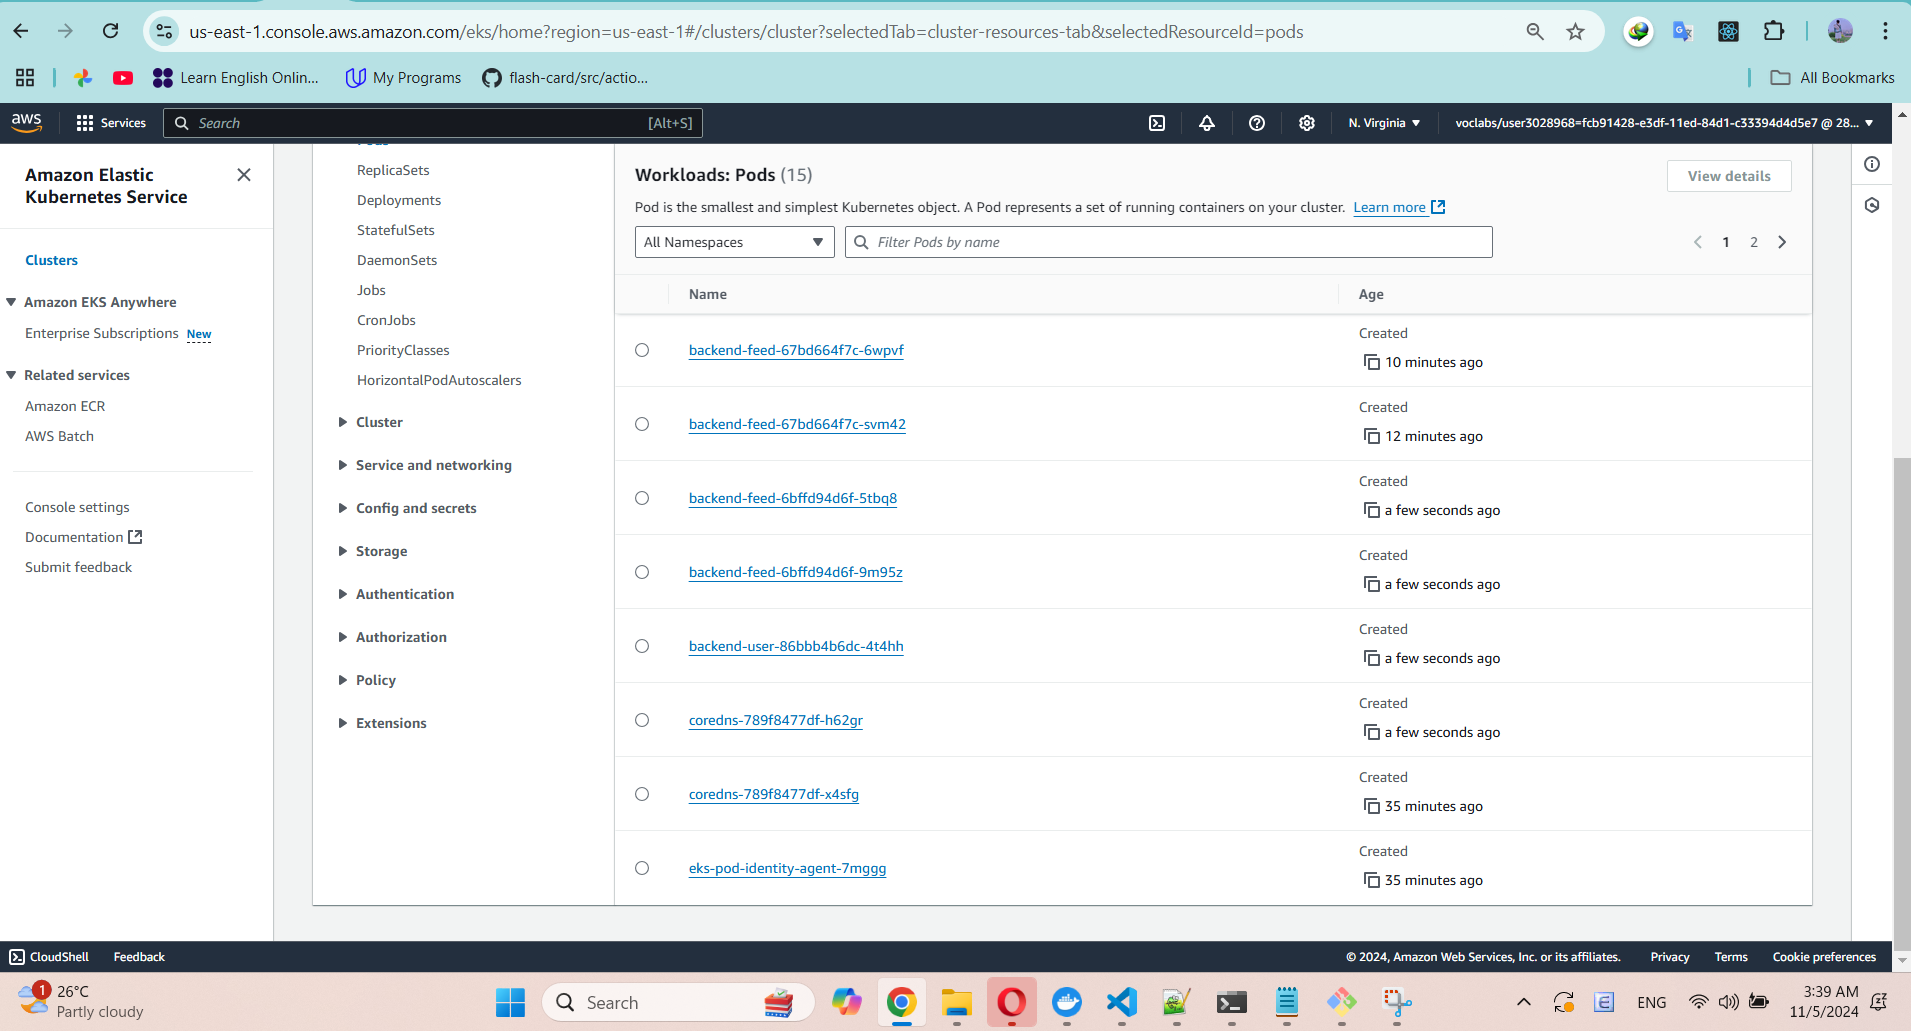 us-east-1.console.aws.amazon.com/eks/home?region=us-east-1#/clusters/cluster?selectedTab=cluster-resources-tab&selectedResourceId=pods
Learn English Onlin...
My Programs
flash-card/src/actio...
All Bookmarks
aws
Services
Search
[Alt+S]
N. Virginia
voclabs/user3028968=fcb91428-e3df-11ed-84d1-c33394d4d5e7 @ 28...
Amazon Elastic
Kubernetes Service
Clusters
Amazon EKS Anywhere
Enterprise Subscriptions New
Related services
Amazon ECR
AWS Batch
Console settings
Documentation
Submit feedback
Pods
ReplicaSets
Deployments
StatefulSets
DaemonSets
Jobs
CronJobs
PriorityClasses
HorizontalPodAutoscalers
Cluster
Service and networking
Config and secrets
Storage
Authentication
Authorization
Policy
Extensions
Workloads: Pods (15)
View details
Pod is the smallest and simplest Kubernetes object. A Pod represents a set of running containers on your cluster. Learn more
All Namespaces
Filter Pods by name
1 2
Name
Age
backend-feed-67bd664f7c-6wpvf
Created
10 minutes ago
backend-feed-67bd664f7c-svm42
Created
12 minutes ago
backend-feed-6bffd94d6f-5tbq8
Created
a few seconds ago
backend-feed-6bffd94d6f-9m95z
Created
a few seconds ago
backend-user-86bbb4b6dc-4t4hh
Created
a few seconds ago
coredns-789f8477df-h62gr
Created
a few seconds ago
coredns-789f8477df-x4sfg
Created
35 minutes ago
eks-pod-identity-agent-7mggg
Created
35 minutes ago
CloudShell
Feedback
© 2024, Amazon Web Services, Inc. or its affiliates.
Privacy
Terms
Cookie preferences
1
26°C
Partly cloudy
Search
ENG
3:39 AM
11/5/2024